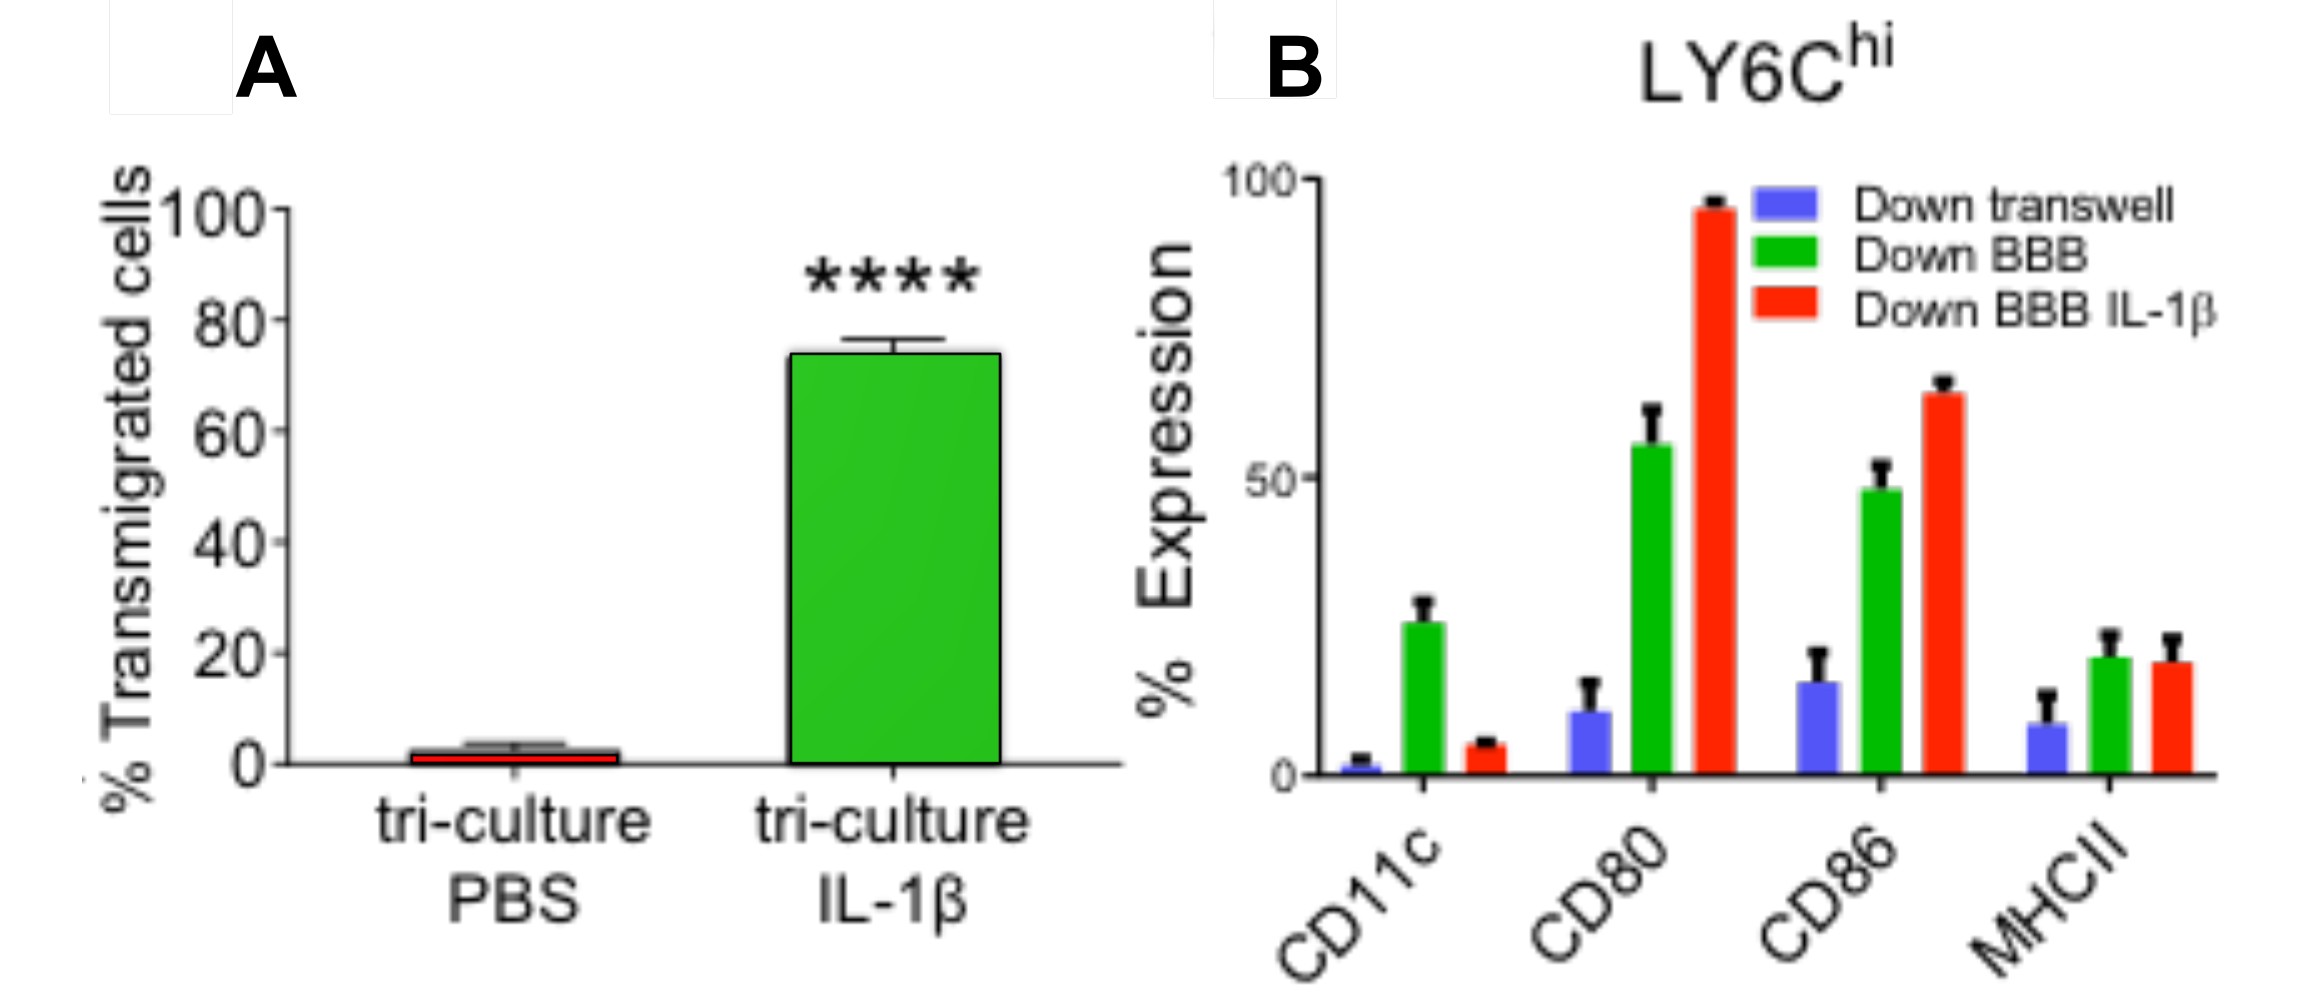 A
% Transmigrated cells
100
80
60
40
20
0
****
tri-culture
PBS
tri-culture
IL-1β
B
LY6Chi
% Expression
100
50
0
Down transwell
Down BBB
Down BBB IL-1β
CD11c
CD80
CD86
MHCII